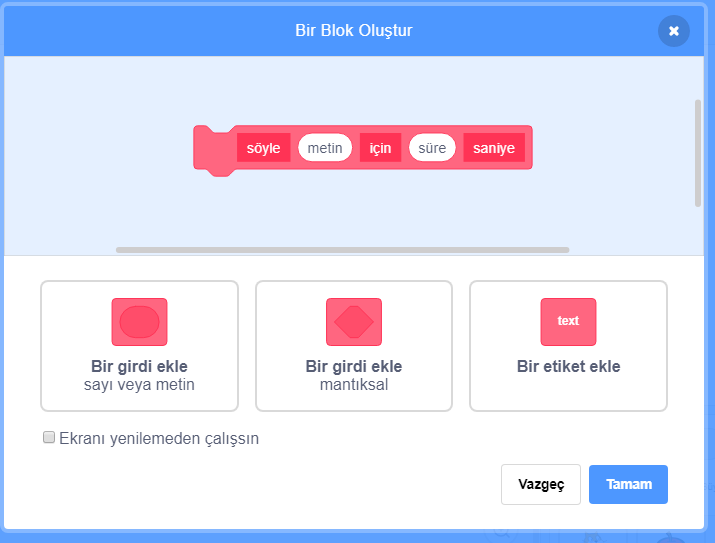 Bir Blok Oluştur
söyle metin için süre saniye
text
Bir girdi ekle
sayı veya metin
Bir girdi ekle
mantıksal
Bir etiket ekle
Ekranı yenilemeden çalışsın
Vazgeç Tamam